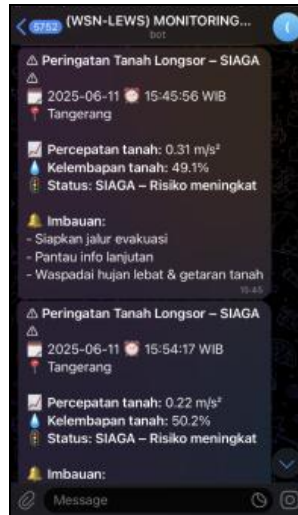 5752
(WSN-LEWS) MONITORING...
bot
⚠ Peringatan Tanah Longsor – SIAGA
⚠
2025-06-11 ⏰ 15:45:56 WIB
📍 Tangerang
📈 Percepatan tanah: 0.31 m/s²
💧 Kelembapan tanah: 49.1%
🚦 Status: SIAGA – Risiko meningkat
🔔 Imbauan:
- Siapkan jalur evakuasi
- Pantau info lanjutan
- Waspadai hujan lebat & getaran tanah
15:45
⚠ Peringatan Tanah Longsor – SIAGA
⚠
2025-06-11 ⏰ 15:54:17 WIB
📍 Tangerang
📈 Percepatan tanah: 0.22 m/s²
💧 Kelembapan tanah: 50.2%
🚦 Status: SIAGA – Risiko meningkat
🔔 Imbauan:
Message